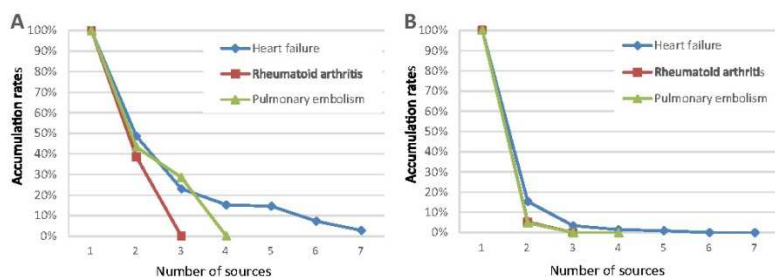 A
Accumulation rates
100%
90%
80%
70%
60%
50%
40%
30%
20%
10%
0%
Heart failure
Rheumatoid arthritis
Pulmonary embolism
1 2 3 4 5 6 7
Number of sources
B
Accumulation rates
100%
90%
80%
70%
60%
50%
40%
30%
20%
10%
0%
Heart failure
Rheumatoid arthritis
Pulmonary embolism
1 2 3 4 5 6 7
Number of sources